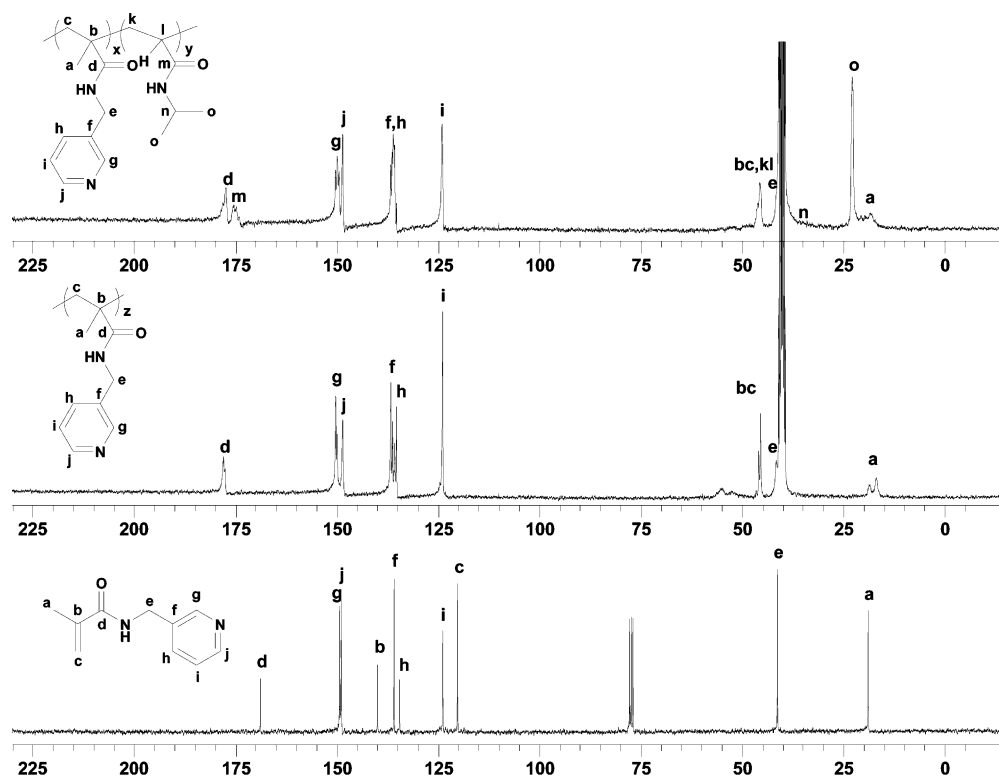 c b k l
x y
a d O H m O
HN HN
e n o
h f o
i g
j N
d m g j f,h i bc,kl e n o a
225 200 175 150 125 100 75 50 25 0
c b
z
a d O
HN
e
h f
i g
j N
d g j f h i bc e a
225 200 175 150 125 100 75 50 25 0
O
a b e f g N
d N
H
c h i j
d g j b f h i c e a
225 200 175 150 125 100 75 50 25 0